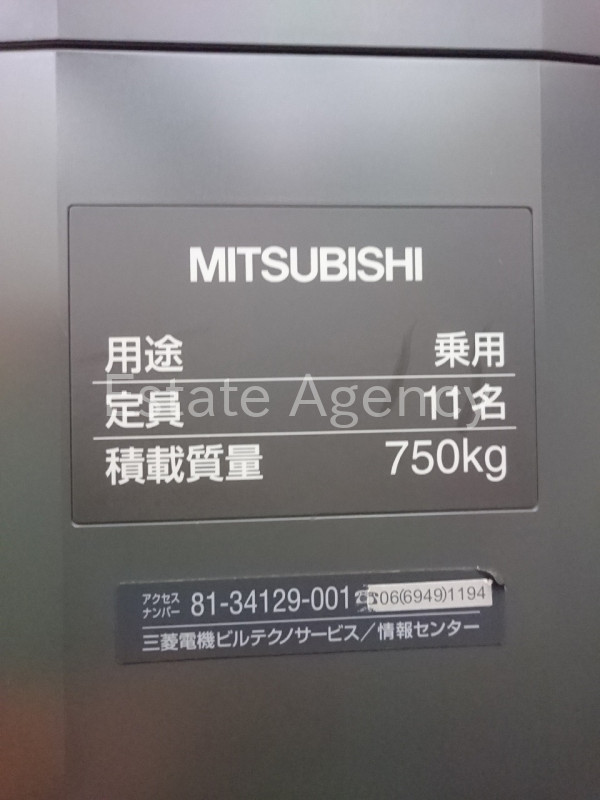 MITSUBISHI
用途 乗用
Estate Agency
定員 11名
積載質量 750kg
アクセス
ナンバー 81-34129-001 ☎06(6949)1194
三菱電機ビルテクノサービス/情報センター